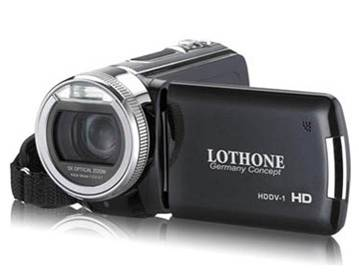 5X OPTICAL ZOOM
LOTHONE
Germany Concept
HDDV-1 HD